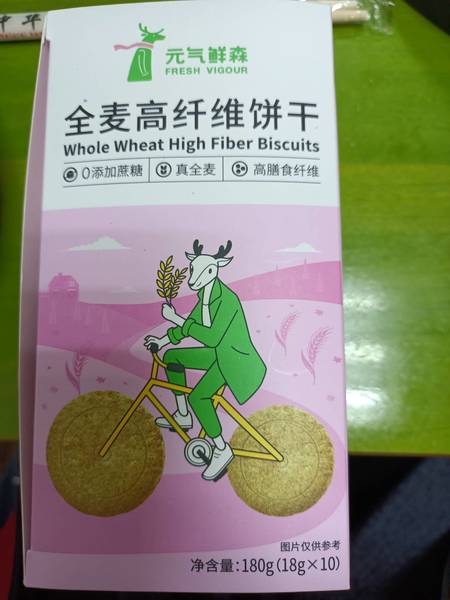 元气鲜森
FRESH VIGOUR
全麦高纤维饼干
Whole Wheat High Fiber Biscuits
0添加蔗糖 真全麦 高膳食纤维
图片仅供参考
净含量:180g(18g×10)